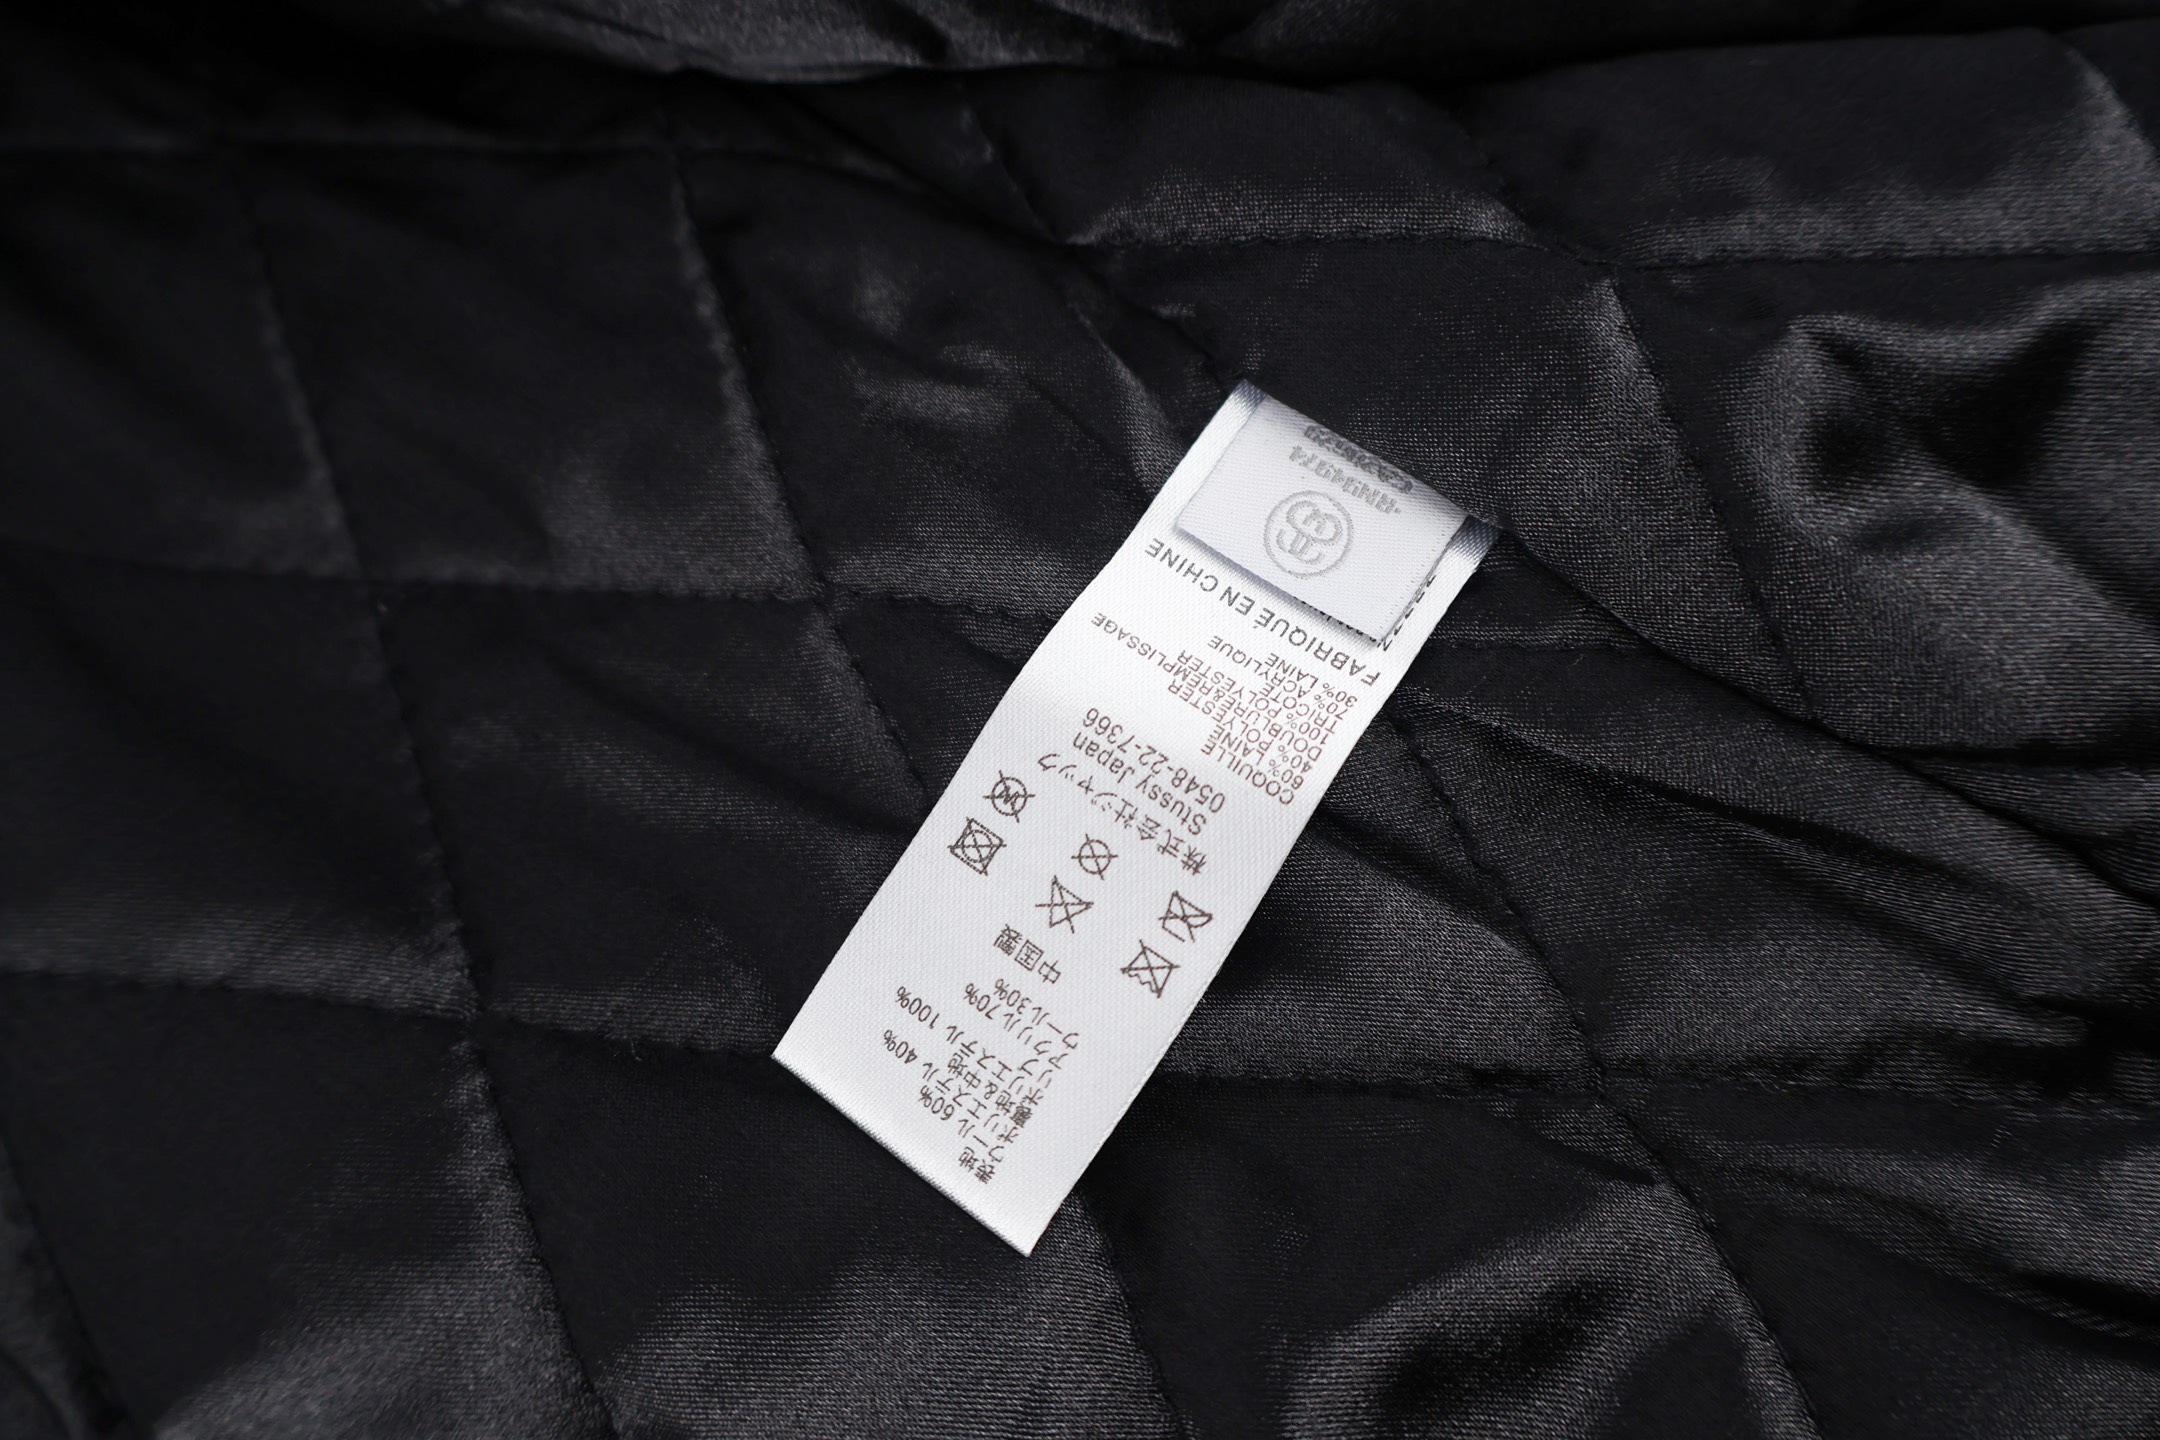 FABRIQUÉ EN CHINE
COQUILLE
60% LAINE
40% POLYESTER
DOUBLURE&REMPLISSAGE
100% POLYESTER
TRICOTÉ
70% ACRYLIQUE
30% LAINE
株式会社ジャック
Stussy Japan
0548-22-7366
中国製
表地
ウール 60%
ポリエステル 40%
裏地&中地
ポリエステル 100%
リブ
アクリル 70%
ウール 30%